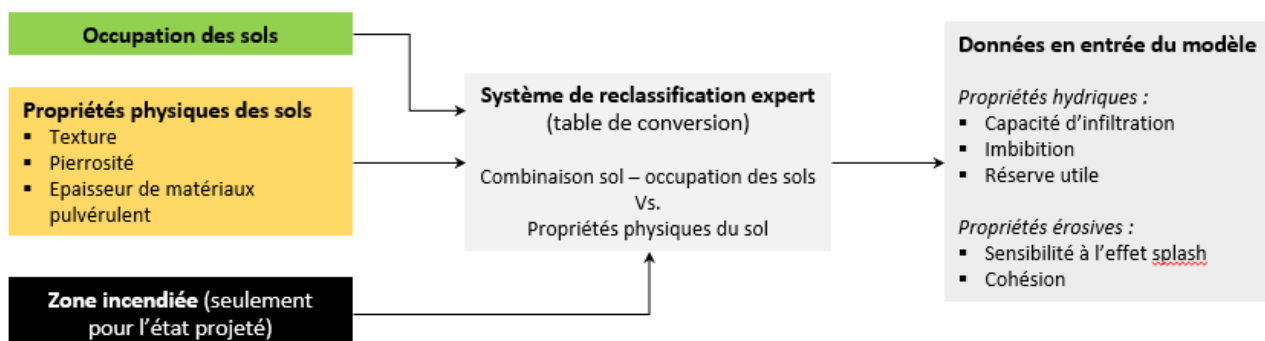 Occupation des sols
Propriétés physiques des sols
▪ Texture
▪ Pierrosité
▪ Epaisseur de matériaux
pulvérulent
Zone incendiée (seulement
pour l’état projeté)
Système de reclassification expert
(table de conversion)
Combinaison sol – occupation des sols
Vs.
Propriétés physiques du sol
Données en entrée du modèle
Propriétés hydriques :
▪ Capacité d’infiltration
▪ Imbibition
▪ Réserve utile
Propriétés érosives :
▪ Sensibilité à l’effet splash
▪ Cohésion